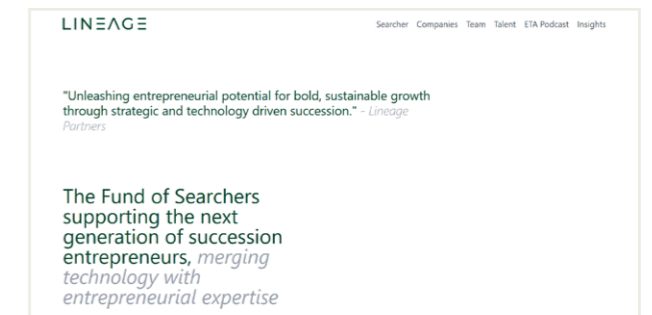 LINEAGE
Searcher Companies Team Talent ETA Podcast Insights
"Unleashing entrepreneurial potential for bold, sustainable growth
through strategic and technology driven succession." - Lineage
Partners
The Fund of Searchers
supporting the next
generation of succession
entrepreneurs, merging
technology with
entrepreneurial expertise